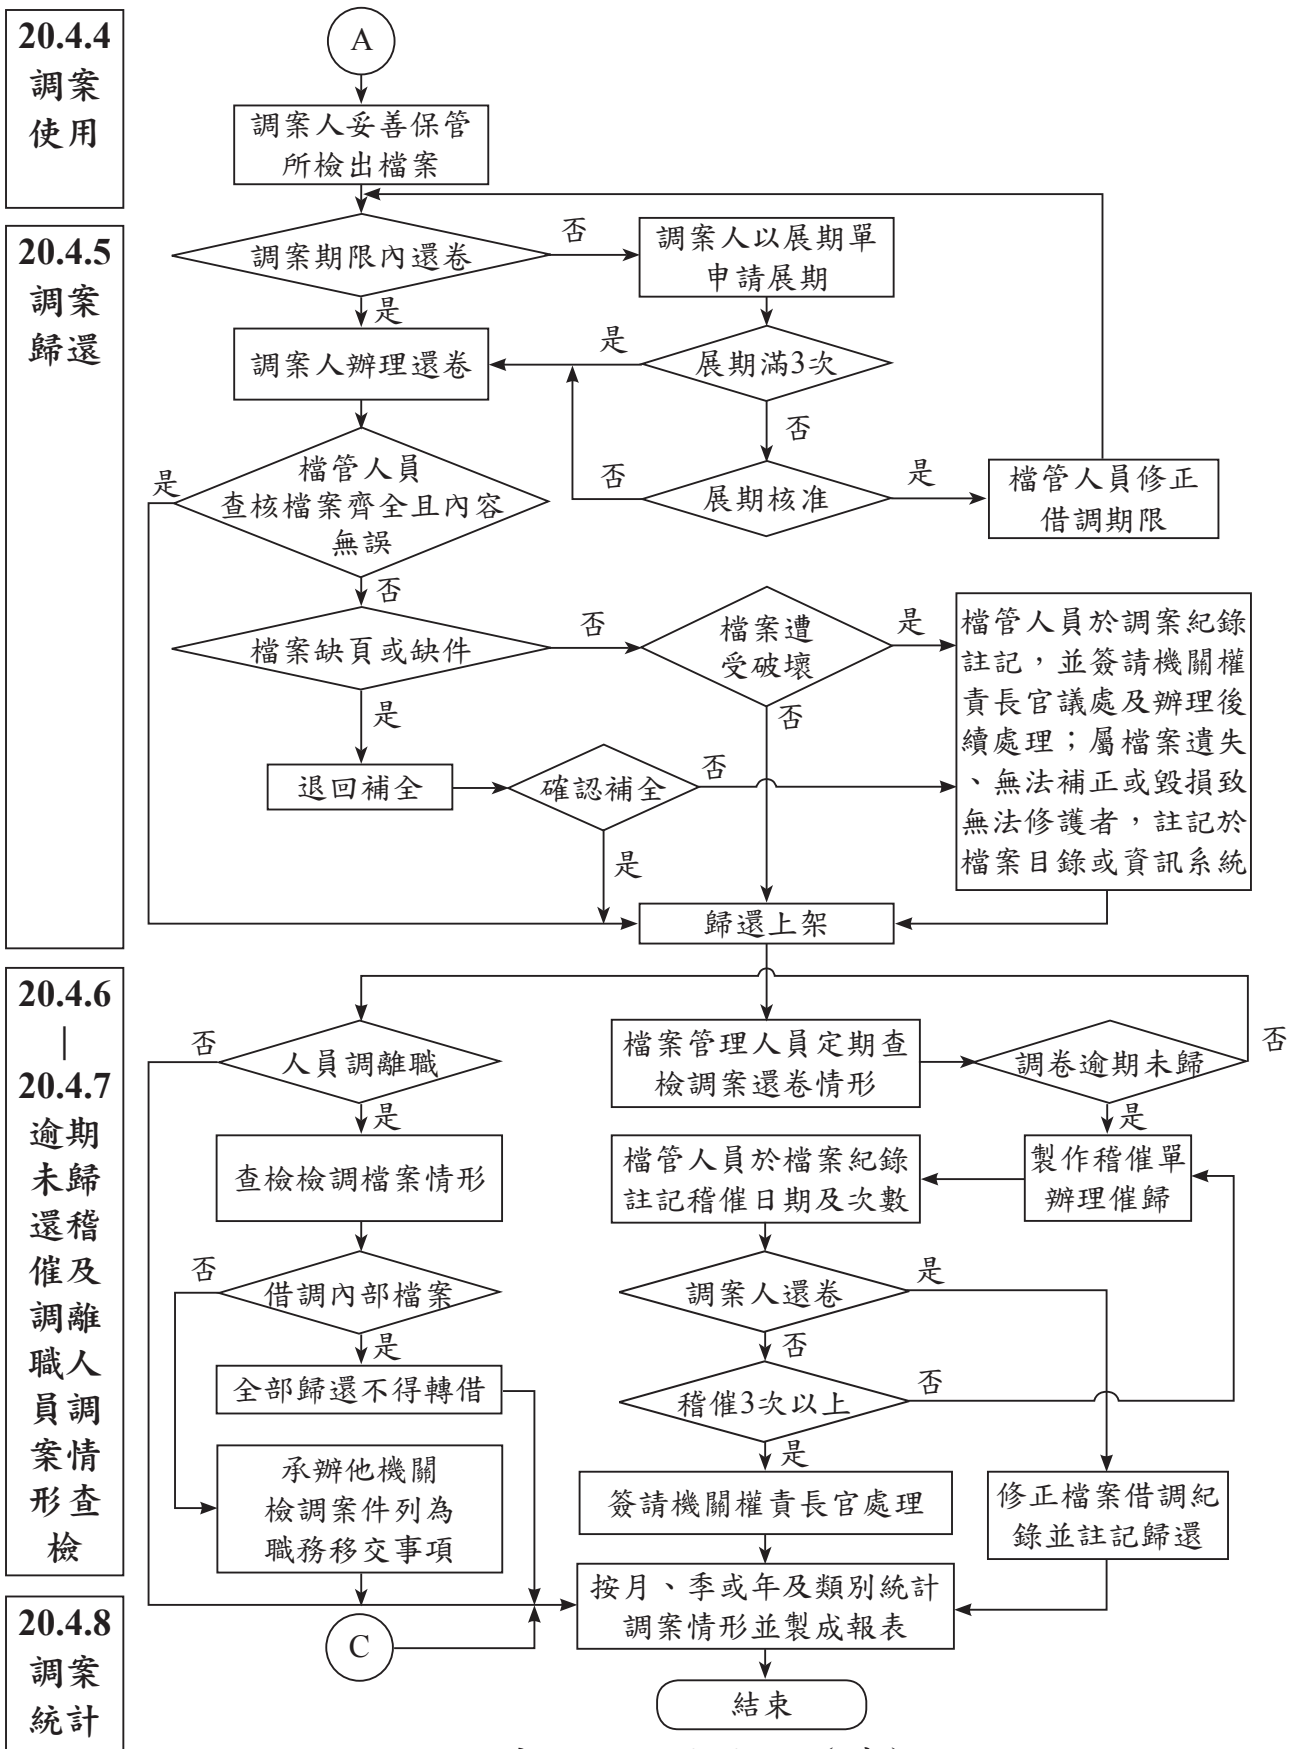 20.4.4
調案
使用
A
調案人妥善保管
所檢出檔案
20.4.5
調案
歸還
調案期限內還卷
否
是
調案人以展期單
申請展期
調案人辦理還卷
是
展期滿3次
否
檔管人員
查核檔案齊全且內容
無誤
是
否
否
展期核准
是
檔管人員修正
借調期限
檔案缺頁或缺件
否
是
檔案遭
受破壞
是
否
檔管人員於調案紀錄
註記，並簽請機關權
責長官議處及辦理後
續處理；屬檔案遺失
、無法補正或毀損致
無法修護者，註記於
檔案目錄或資訊系統
退回補全
確認補全
否
是
歸還上架
20.4.6
｜
20.4.7
逾期
未歸
還稽
催及
調離
職人
員調
案情
形查
檢
否
人員調離職
是
檔案管理人員定期查
檢調案還卷情形
調卷逾期未歸
否
是
查檢檢調檔案情形
檔管人員於檔案紀錄
註記稽催日期及次數
製作稽催單
辦理催歸
否
借調內部檔案
是
調案人還卷
是
否
全部歸還不得轉借
稽催3次以上
否
是
承辦他機關
檢調案件列為
職務移交事項
簽請機關權責長官處理
修正檔案借調紀
錄並註記歸還
20.4.8
調案
統計
按月、季或年及類別統計
調案情形並製成報表
C
結束